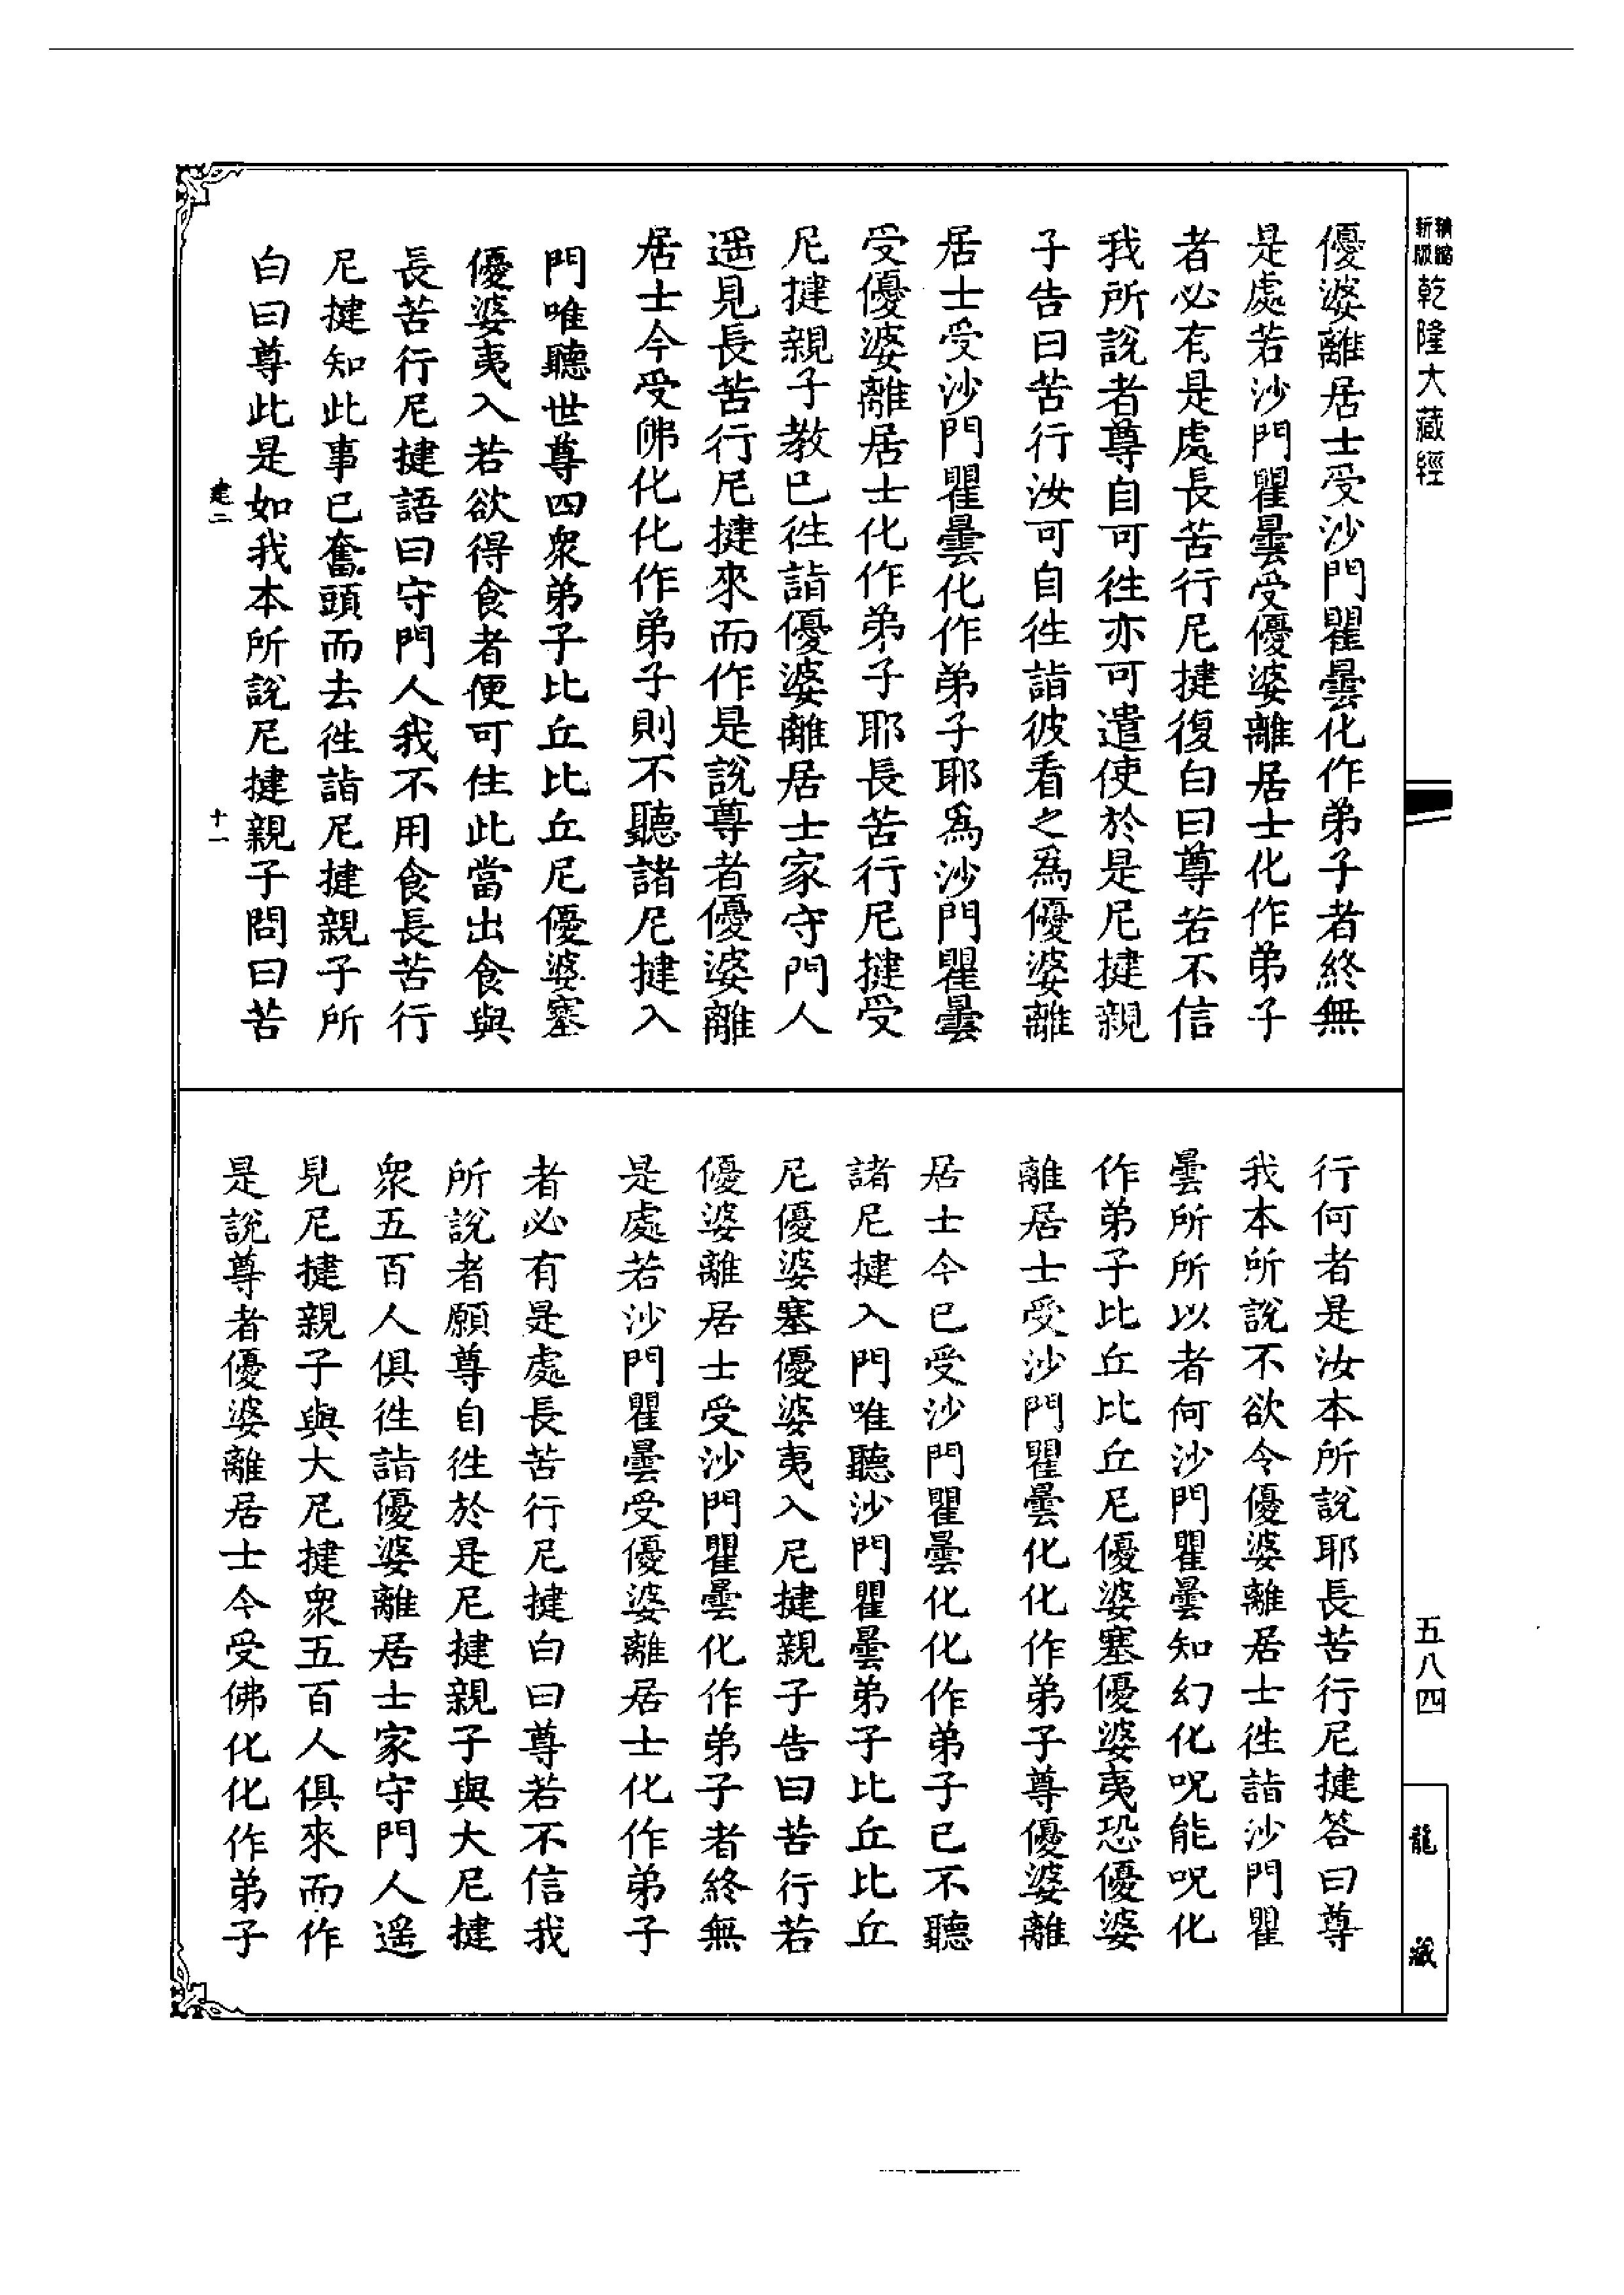 精縮新版乾隆大藏經
優婆離居士受沙門瞿曇化作弟子者終無
是處若沙門瞿曇受優婆離居士化作弟子
者必有是處長苦行尼揵復白曰尊若不信
我所說者尊自可徃亦可遣使於是尼揵親
子告曰苦行汝可自徃詣彼看之爲優婆離
居士受沙門瞿曇化作弟子耶爲沙門瞿曇
受優婆離居士化作弟子耶長苦行尼揵受
尼揵親子教已徃詣優婆離居士家守門人
遥見長苦行尼揵來而作是說尊者優婆離
居士今受佛化化作弟子則不聽諸尼揵入
門唯聽世尊四衆弟子比丘比丘尼優婆塞
優婆夷入若欲得食者便可住此當出食與
長苦行尼揵語曰守門人我不用食長苦行
尼揵知此事已奮頭而去徃詣尼揵親子所
白曰尊此是如我本所說尼揵親子問曰苦
建二 十一
行何者是汝本所說耶長苦行尼揵答曰尊
我本所說不欲令優婆離居士徃詣沙門瞿
曇所所以者何沙門瞿曇知幻化呪能呪化
作弟子比丘比丘尼優婆塞優婆夷恐優婆
離居士受沙門瞿曇化化作弟子尊優婆離
居士今已受沙門瞿曇化化作弟子已不聽
諸尼揵入門唯聽沙門瞿曇弟子比丘比丘
尼優婆塞優婆夷入尼揵親子告曰苦行若
優婆離居士受沙門瞿曇化作弟子者終無
是處若沙門瞿曇受優婆離居士化作弟子
者必有是處長苦行尼揵白曰尊若不信我
所說者願尊自徃於是尼揵親子與大尼揵
衆五百人俱徃詣優婆離居士家守門人遥
見尼揵親子與大尼揵衆五百人俱來而作
是說尊者優婆離居士今受佛化化作弟子
五八四
龍藏